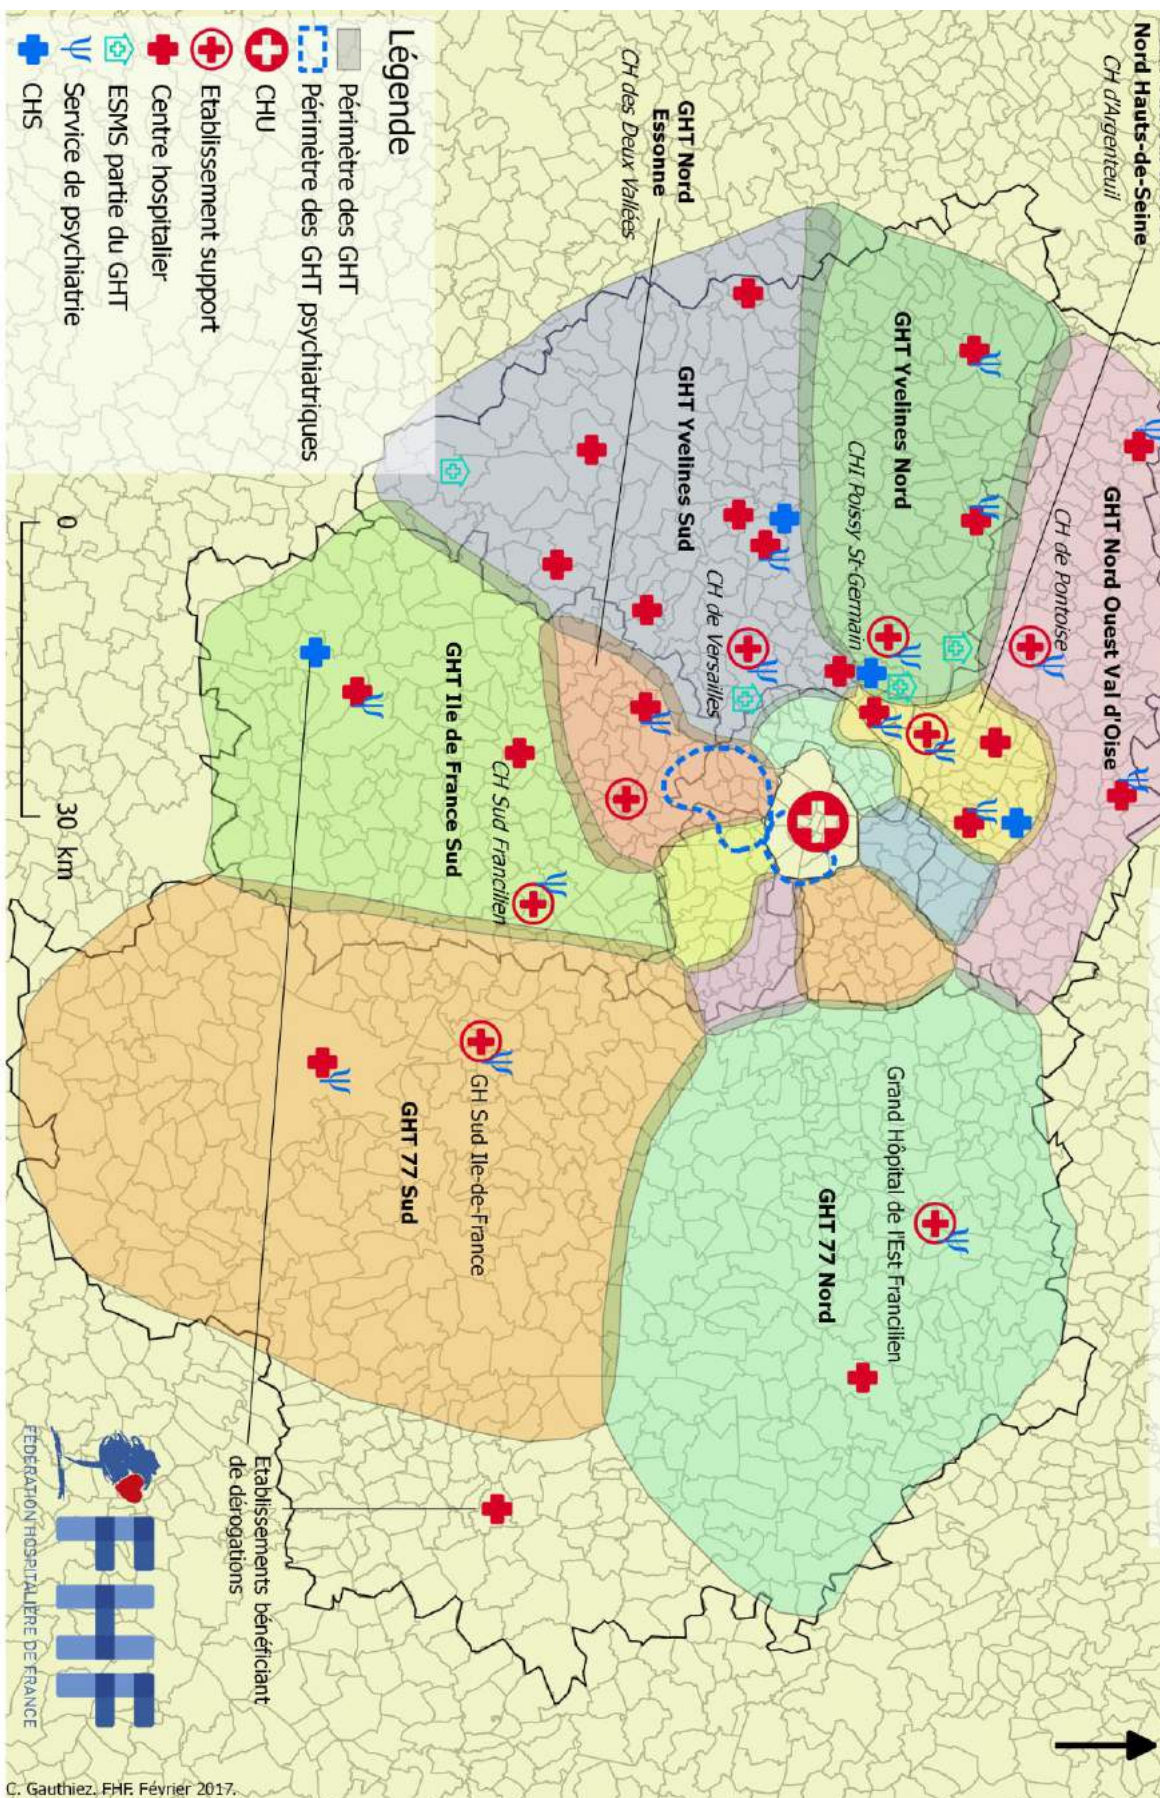 Nord Hauts-de-Seine
CH d'Argenteuil
GHT Nord Ouest Val d'Oise
CH de Pontoise
GHT Yvelines Nord
CHI Poissy St-Germain
GHT Nord
Essonne
CH des Deux Vallées
GHT Yvelines Sud
CH de Versailles
GHT Ile de France Sud
CH Sud Francilien
Grand Hôpital de l'Est Francilien
GHT 77 Nord
GH Sud Ile-de-France
GHT 77 Sud
Etablissements bénéficiant
de dérogations
Légende
Périmètre des GHT
Périmètre des GHT psychiatriques
CHU
Etablissement support
Centre hospitalier
ESMS partie du GHT
Service de psychiatrie
CHS
0 30 km
FHF
FÉDÉRATION HOSPITALIÈRE DE FRANCE
C. Gauthiez. FHF. Février 2017.